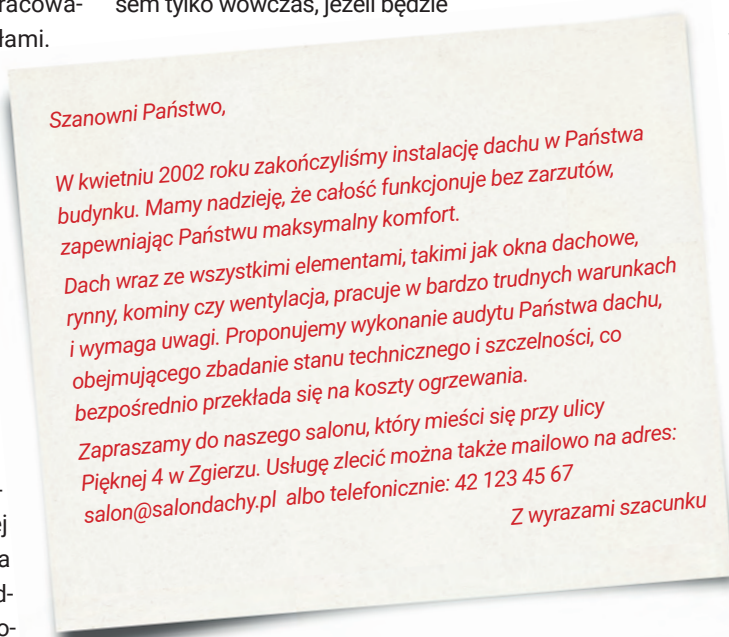 sem tylko wówczas, jeżeli będzie
łami.
Szanowni Państwo,
W kwietniu 2002 roku zakończyliśmy instalację dachu w Państwa
budynku. Mamy nadzieję, że całość funkcjonuje bez zarzutów,
zapewniając Państwu maksymalny komfort.
Dach wraz ze wszystkimi elementami, takimi jak okna dachowe,
rynny, kominy czy wentylacja, pracuje w bardzo trudnych warunkach
i wymaga uwagi. Proponujemy wykonanie audytu Państwa dachu,
obejmującego zbadanie stanu technicznego i szczelności, co
bezpośrednio przekłada się na koszty ogrzewania.
Zapraszamy do naszego salonu, który mieści się przy ulicy
Pięknej 4 w Zgierzu. Usługę zlecić można także mailowo na adres:
salon@salondachy.pl albo telefonicznie: 42 123 45 67
Z wyrazami szacunku